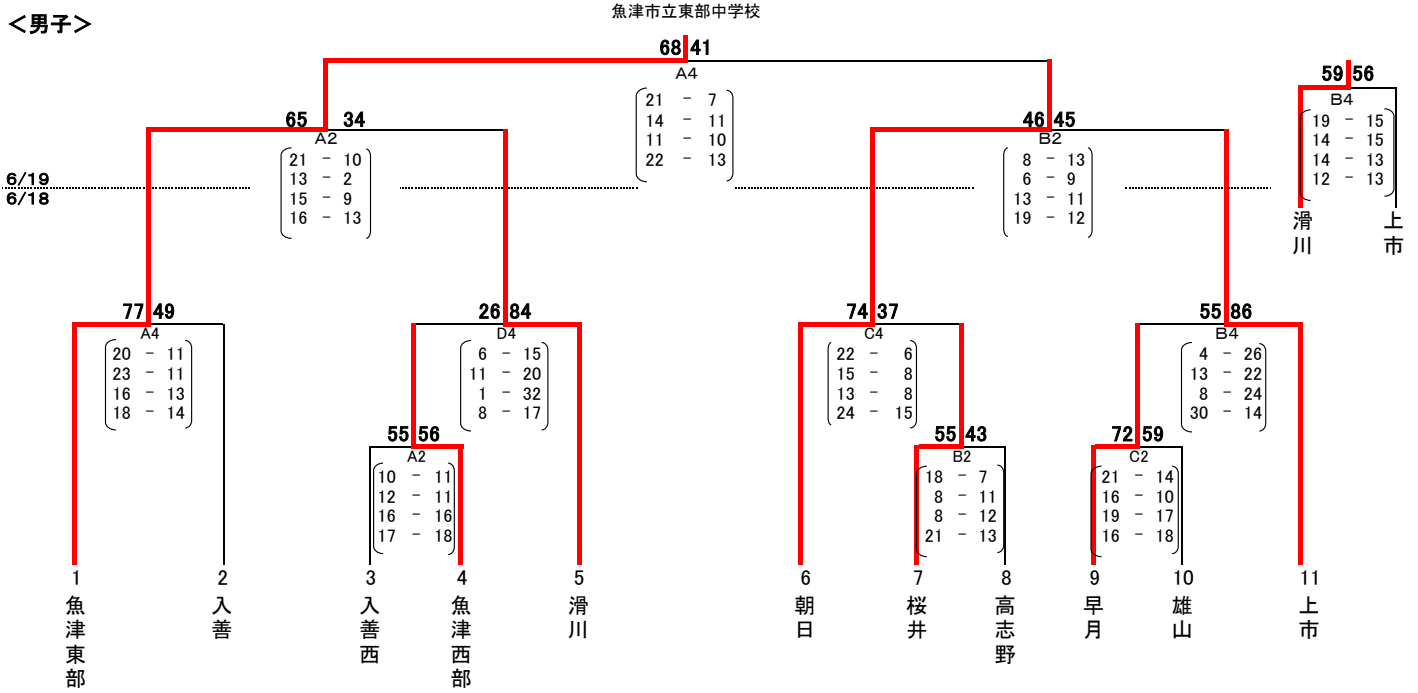 ＜男子＞
魚津市立東部中学校
68 41
A4
21 - 7
14 - 11
11 - 10
22 - 13
59 56
B4
19 - 15
14 - 15
14 - 13
12 - 13
滑川
上市
65 34
A2
21 - 10
13 - 2
15 - 9
16 - 13
46 45
B2
8 - 13
6 - 9
13 - 11
19 - 12
6/19
6/18
77 49
A4
20 - 11
23 - 11
16 - 13
18 - 14
26 84
D4
6 - 15
11 - 20
1 - 32
8 - 17
74 37
C4
22 - 6
15 - 8
13 - 8
24 - 15
55 86
B4
4 - 26
13 - 22
8 - 24
30 - 14
55 56
A2
10 - 11
12 - 11
16 - 16
17 - 18
55 43
B2
18 - 7
8 - 11
8 - 12
21 - 13
72 59
C2
21 - 14
16 - 10
19 - 17
16 - 18
1
魚津東部
2
入善
3
入善西
4
魚津西部
5
滑川
6
朝日
7
桜井
8
高志野
9
早月
10
雄山
11
上市